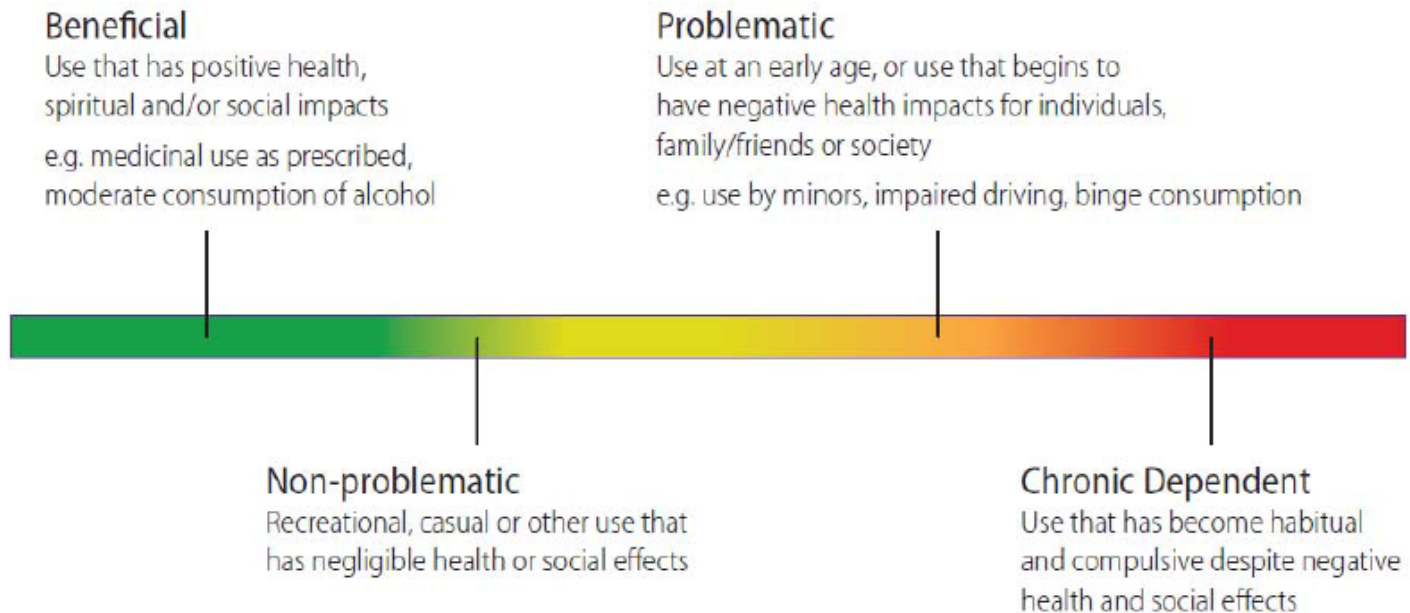 Beneficial
Use that has positive health,
spiritual and/or social impacts
e.g. medicinal use as prescribed,
moderate consumption of alcohol
Problematic
Use at an early age, or use that begins to
have negative health impacts for individuals,
family/friends or society
e.g. use by minors, impaired driving, binge consumption
Non-problematic
Recreational, casual or other use that
has negligible health or social effects
Chronic Dependent
Use that has become habitual
and compulsive despite negative
health and social effects